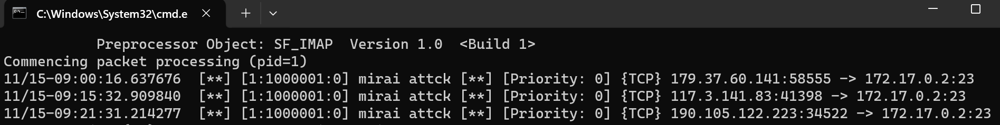 C:\Windows\System32\cmd.e
Preprocessor Object: SF_IMAP  Version 1.0  <Build 1>
Commencing packet processing (pid=1)
11/15-09:00:16.637676  [**] [1:1000001:0] mirai attck [**] [Priority: 0] {TCP} 179.37.60.141:58555 -> 172.17.0.2:23
11/15-09:15:32.909840  [**] [1:1000001:0] mirai attck [**] [Priority: 0] {TCP} 117.3.141.83:41398 -> 172.17.0.2:23
11/15-09:21:31.214277  [**] [1:1000001:0] mirai attck [**] [Priority: 0] {TCP} 190.105.122.223:34522 -> 172.17.0.2:23